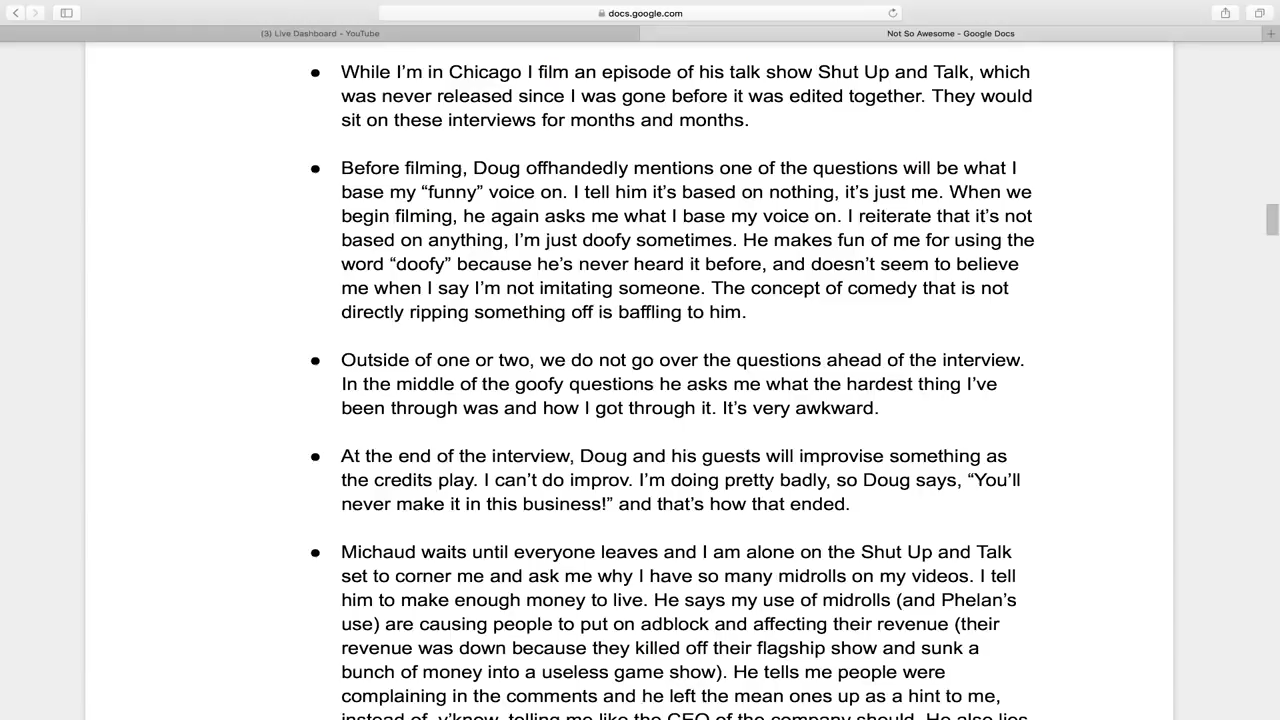 docs.google.com
(3) Live Dashboard - YouTube
Not So Awesome - Google Docs
● While I'm in Chicago I film an episode of his talk show Shut Up and Talk, which
was never released since I was gone before it was edited together. They would
sit on these interviews for months and months.
● Before filming, Doug offhandedly mentions one of the questions will be what I
base my “funny” voice on. I tell him it's based on nothing, it's just me. When we
begin filming, he again asks me what I base my voice on. I reiterate that it's not
based on anything, I'm just doofy sometimes. He makes fun of me for using the
word “doofy” because he's never heard it before, and doesn't seem to believe
me when I say I'm not imitating someone. The concept of comedy that is not
directly ripping something off is baffling to him.
● Outside of one or two, we do not go over the questions ahead of the interview.
In the middle of the goofy questions he asks me what the hardest thing I've
been through was and how I got through it. It's very awkward.
● At the end of the interview, Doug and his guests will improvise something as
the credits play. I can't do improv. I'm doing pretty badly, so Doug says, “You'll
never make it in this business!” and that's how that ended.
● Michaud waits until everyone leaves and I am alone on the Shut Up and Talk
set to corner me and ask me why I have so many midrolls on my videos. I tell
him to make enough money to live. He says my use of midrolls (and Phelan's
use) are causing people to put on adblock and affecting their revenue (their
revenue was down because they killed off their flagship show and sunk a
bunch of money into a useless game show). He tells me people were
complaining in the comments and he left the mean ones up as a hint to me,
instead of, y'know, telling me like the CEO of the company should. He also lies